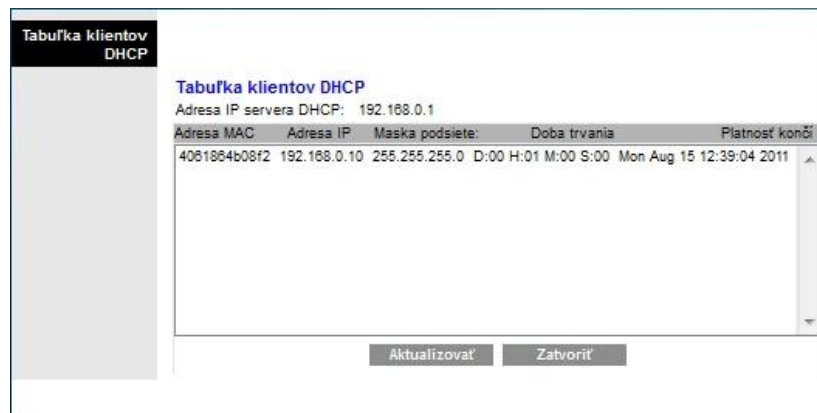 Tabuľka klientov
DHCP
Tabuľka klientov DHCP
Adresa IP servera DHCP: 192.168.0.1
Adresa MAC Adresa IP Maska podsiete: Doba trvania Platnosť končí
4061864b08f2 192.168.0.10 255.255.255.0 D:00 H:01 M:00 S:00 Mon Aug 15 12:39:04 2011
Aktualizovať Zatvoriť